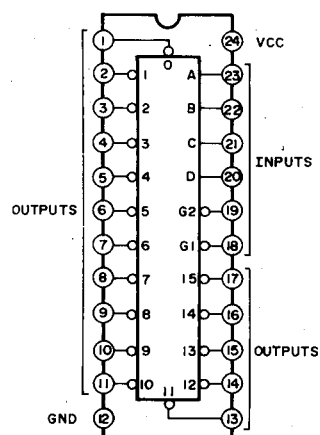 1 24 VCC
0
2 1 A 23
3 2 B 22
4 3 C 21
5 4 D 20
INPUTS
OUTPUTS
6 5 G2 19
7 6 G1 18
8 7 15 17
9 8 14 16
10 9 13 15
OUTPUTS
11 10 12 14
11
GND 12 13